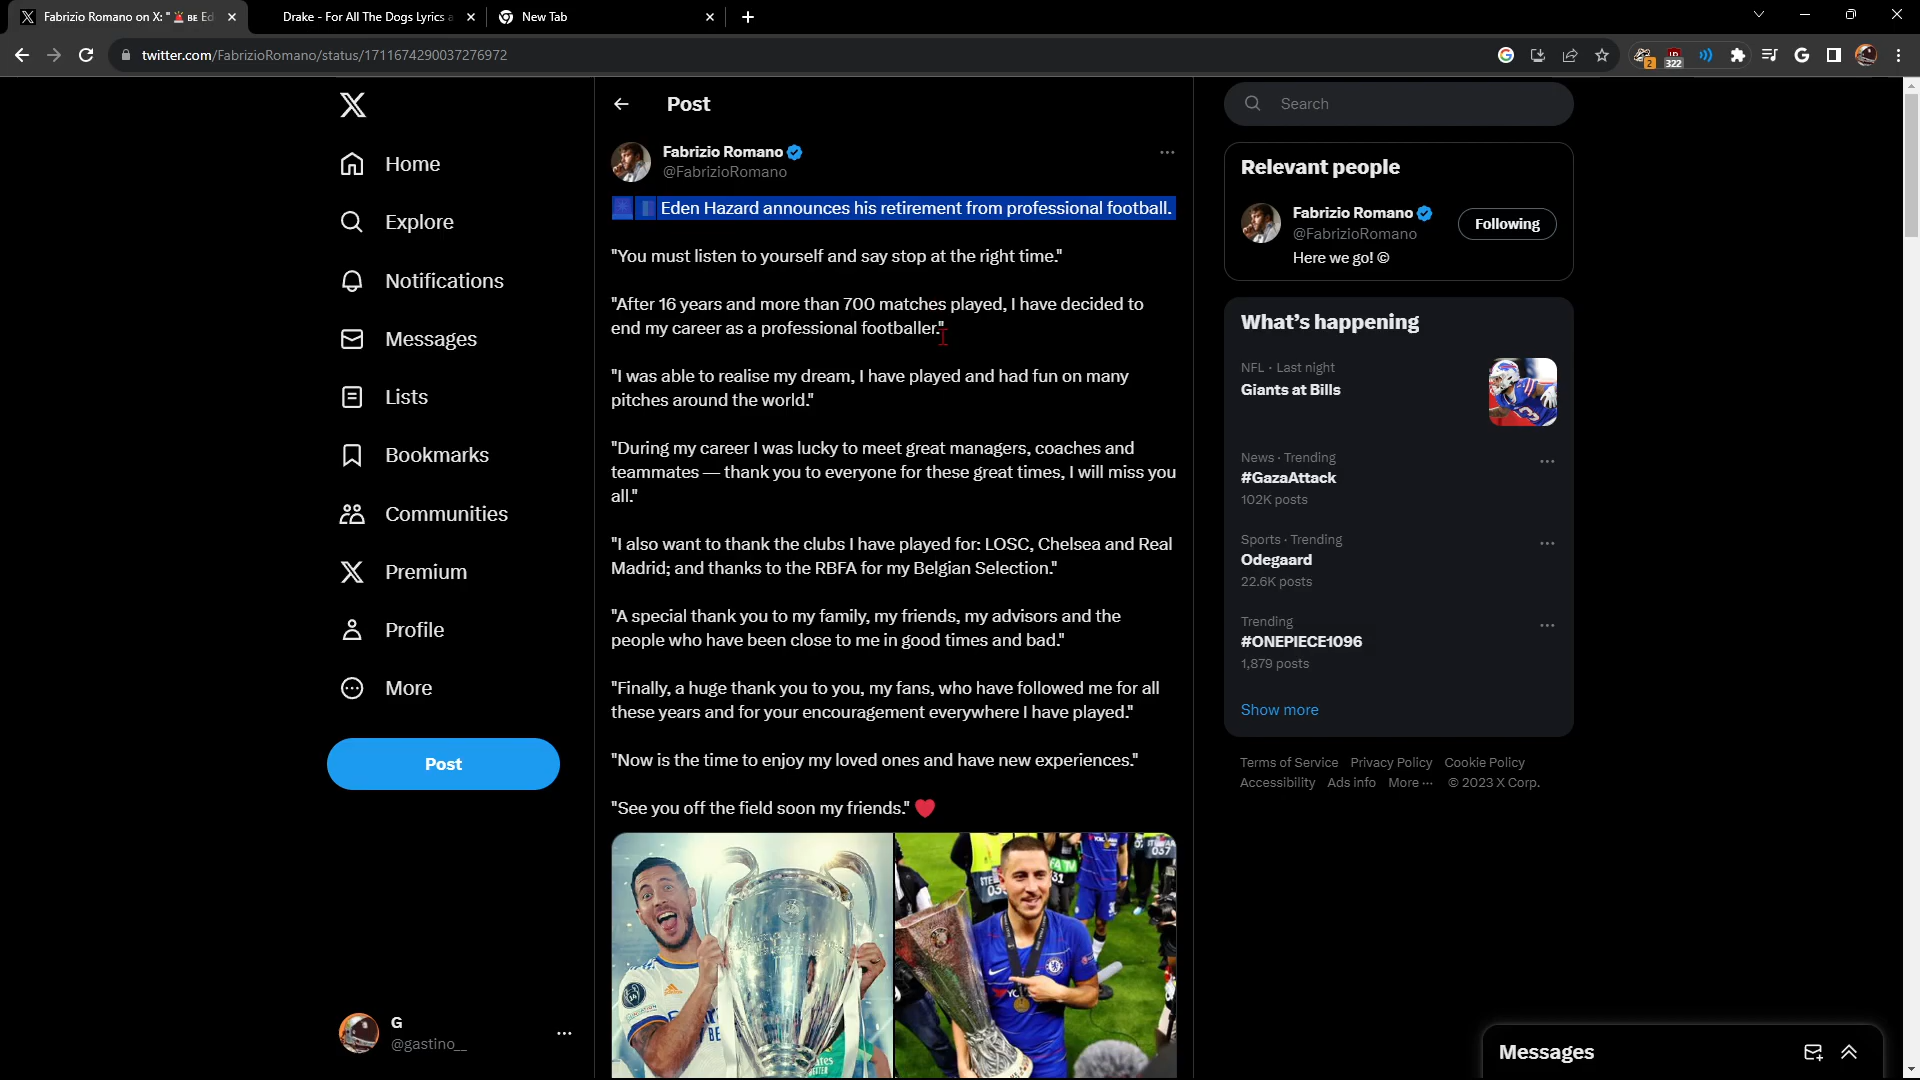 Fabrizio Romano on X: "🚨 BE Ed
Drake - For All The Dogs Lyrics a
New Tab
twitter.com/FabrizioRomano/status/1711674290037276972
2
322
Home
Explore
Notifications
Messages
Lists
Bookmarks
Communities
Premium
Profile
More
Post
G
@gastino__
Post
Fabrizio Romano
@FabrizioRomano
Eden Hazard announces his retirement from professional football.
"You must listen to yourself and say stop at the right time."
"After 16 years and more than 700 matches played, I have decided to
end my career as a professional footballer."
"I was able to realise my dream, I have played and had fun on many
pitches around the world."
"During my career I was lucky to meet great managers, coaches and
teammates — thank you to everyone for these great times, I will miss you
all."
"I also want to thank the clubs I have played for: LOSC, Chelsea and Real
Madrid; and thanks to the RBFA for my Belgian Selection."
"A special thank you to my family, my friends, my advisors and the
people who have been close to me in good times and bad."
"Finally, a huge thank you to you, my fans, who have followed me for all
these years and for your encouragement everywhere I have played."
"Now is the time to enjoy my loved ones and have new experiences."
"See you off the field soon my friends." ❤️
037
Search
Relevant people
Fabrizio Romano
@FabrizioRomano
Following
Here we go! ©
What's happening
NFL · Last night
Giants at Bills
News · Trending
#GazaAttack
102K posts
Sports · Trending
Odegaard
22.6K posts
Trending
#ONEPIECE1096
1,879 posts
Show more
Terms of Service Privacy Policy Cookie Policy
Accessibility Ads info More ··· © 2023 X Corp.
Messages